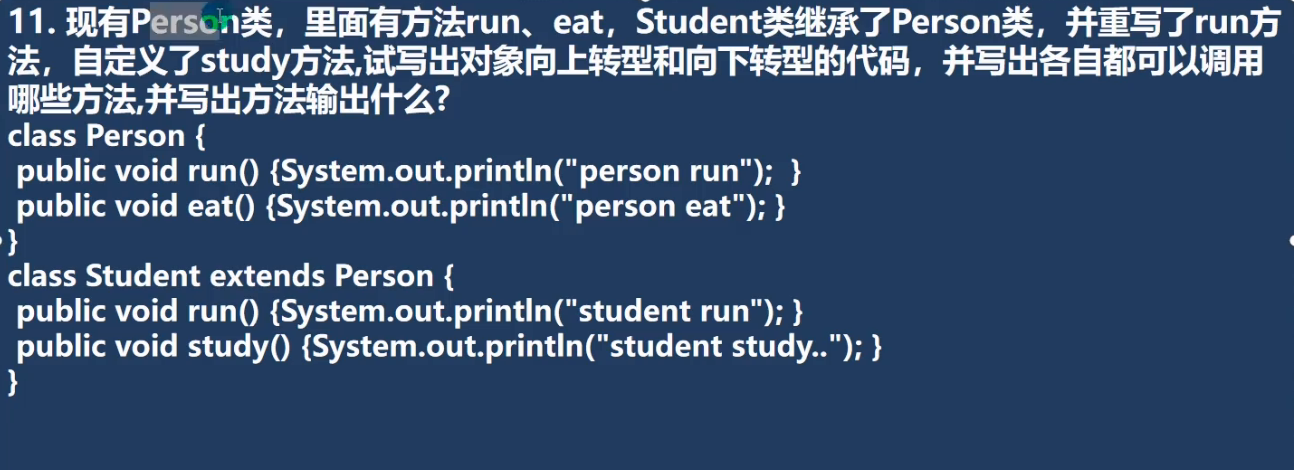 11. 现有Person类，里面有方法run、eat，Student类继承了Person类，并重写了run方
法，自定义了study方法,试写出对象向上转型和向下转型的代码，并写出各自都可以调用
哪些方法,并写出方法输出什么?
class Person {
public void run() {System.out.println("person run");  }
public void eat() {System.out.println("person eat"); }
}
class Student extends Person {
public void run() {System.out.println("student run"); }
public void study() {System.out.println("student study.."); }
}